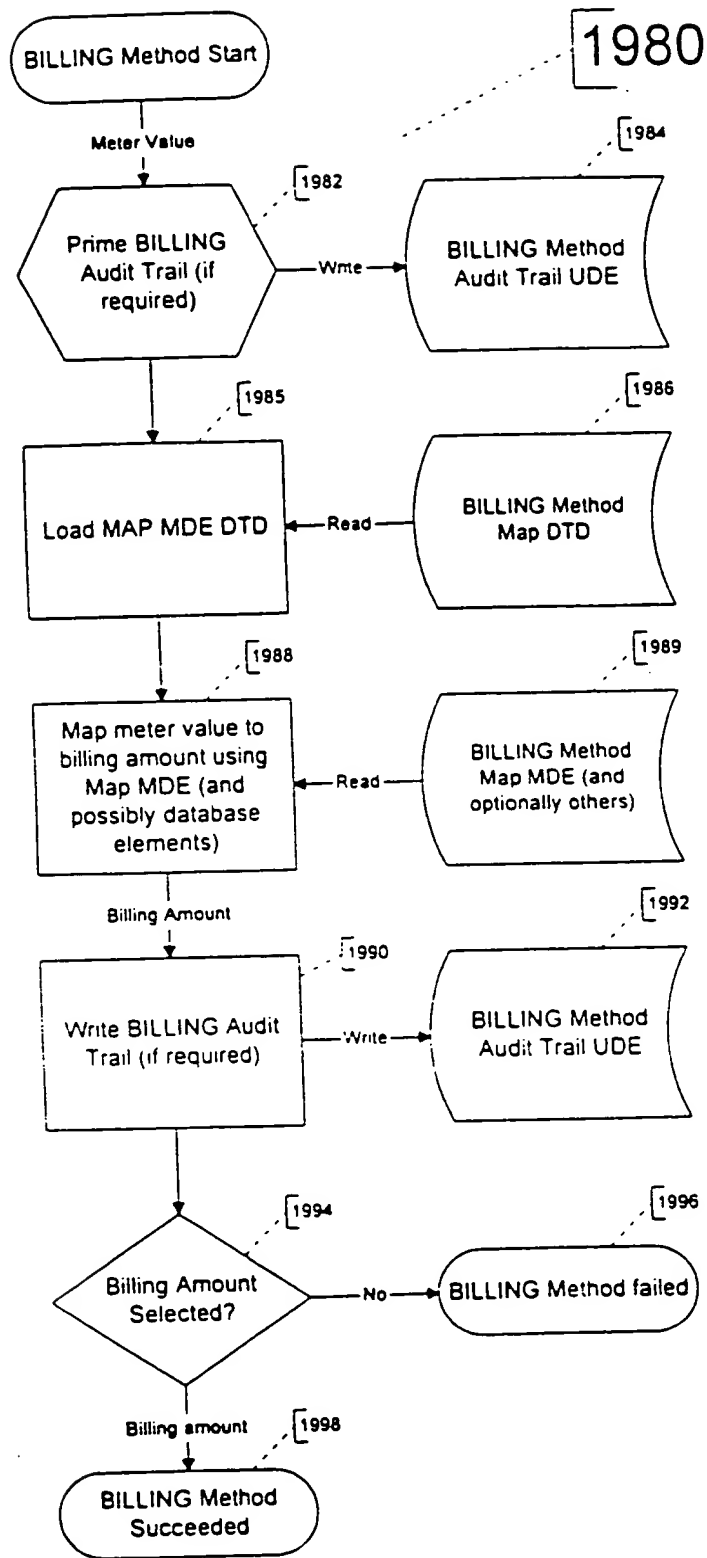 BILLING Method Start
1980
Meter Value
1984
1982
Prime BILLING
Audit Trail (if
required)
Write
BILLING Method
Audit Trail UDE
1985
1986
Load MAP MDE DTD
Read
BILLING Method
Map DTD
1988
1989
Map meter value to
billing amount using
Map MDE (and
possibly database
elements)
Read
BILLING Method
Map MDE (and
optionally others)
Billing Amount
1992
1990
Write BILLING Audit
Trail (if required)
Write
BILLING Method
Audit Trail UDE
1994
1996
Billing Amount
Selected?
No
BILLING Method failed
Billing amount
1998
BILLING Method
Succeeded